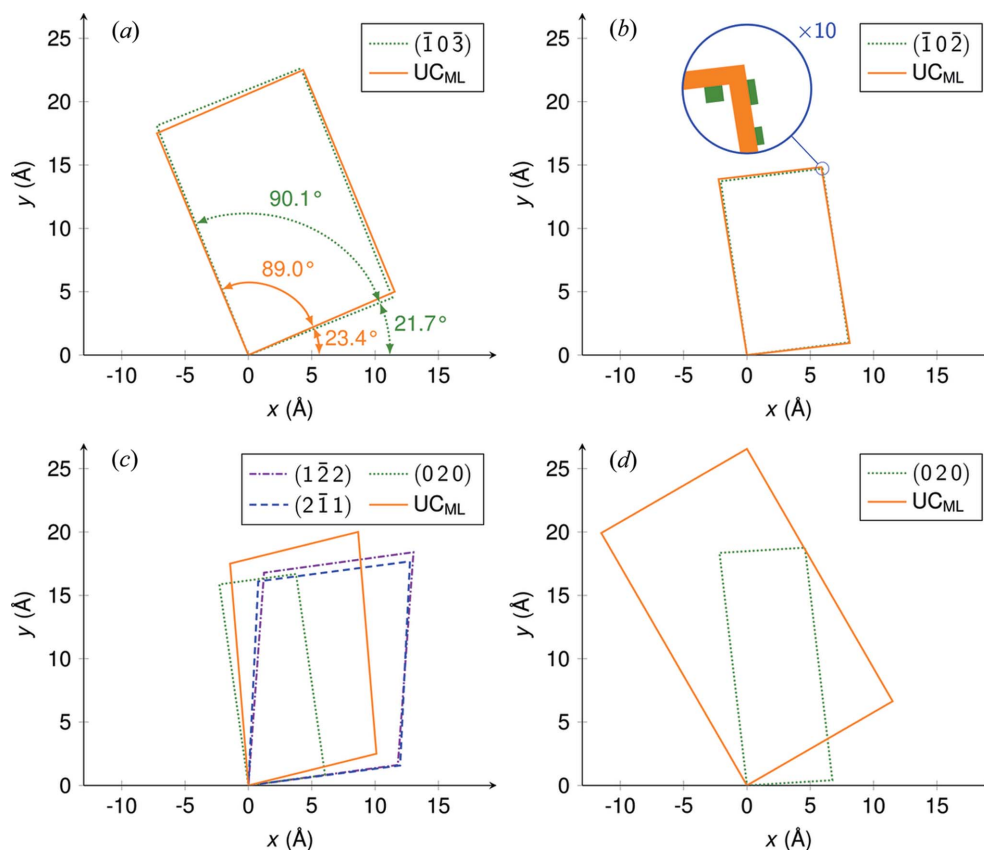 (a)
(1̄ 0 3̄)
UC_ML
25
20
15
10
5
0
y (Å)
90.1°
89.0°
23.4°
21.7°
-10 -5 0 5 10 15
x (Å)
(b)
×10
(1̄ 0 2̄)
UC_ML
25
20
15
10
5
0
y (Å)
-10 -5 0 5 10 15
x (Å)
(c)
(1 2̄ 2) (0 2 0)
(2 1̄ 1) UC_ML
25
20
15
10
5
0
y (Å)
-10 -5 0 5 10 15
x (Å)
(d)
(0 2 0)
UC_ML
25
20
15
10
5
0
y (Å)
-10 -5 0 5 10 15
x (Å)